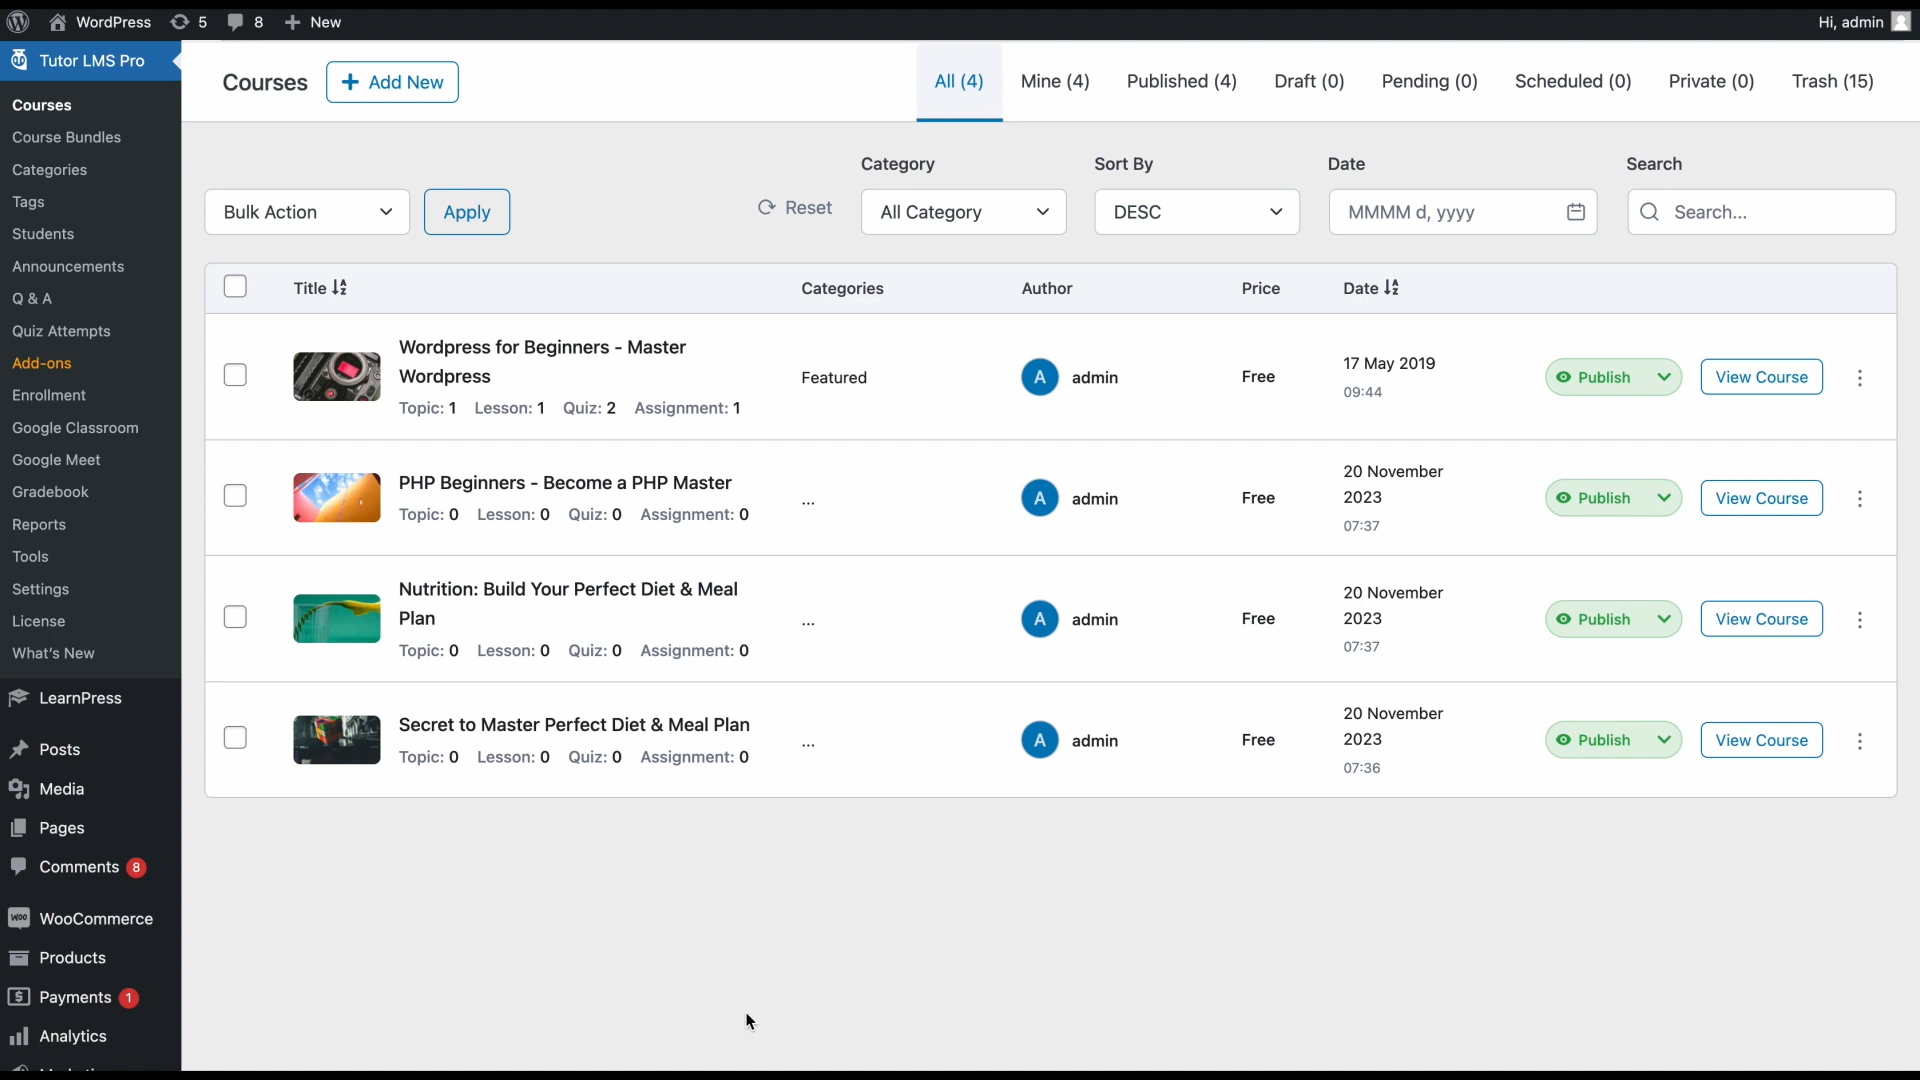 WordPress 5 8 New Hi, admin
Tutor LMS Pro
Courses
Course Bundles
Categories
Tags
Students
Announcements
Q & A
Quiz Attempts
Add-ons
Enrollment
Google Classroom
Google Meet
Gradebook
Reports
Tools
Settings
License
What's New
LearnPress
Posts
Media
Pages
Comments 8
WooCommerce
Products
Payments 1
Analytics
Courses Add New All (4) Mine (4) Published (4) Draft (0) Pending (0) Scheduled (0) Private (0) Trash (15)
Category Sort By Date Search
Bulk Action Apply Reset All Category DESC MMMM d, yyyy Search...
Title Categories Author Price Date
Wordpress for Beginners - Master
Wordpress
Topic: 1 Lesson: 1 Quiz: 2 Assignment: 1
Featured
A admin
Free
17 May 2019
09:44
Publish View Course
PHP Beginners - Become a PHP Master
Topic: 0 Lesson: 0 Quiz: 0 Assignment: 0
...
A admin
Free
20 November
2023
07:37
Publish View Course
Nutrition: Build Your Perfect Diet & Meal
Plan
Topic: 0 Lesson: 0 Quiz: 0 Assignment: 0
...
A admin
Free
20 November
2023
07:37
Publish View Course
Secret to Master Perfect Diet & Meal Plan
Topic: 0 Lesson: 0 Quiz: 0 Assignment: 0
...
A admin
Free
20 November
2023
07:36
Publish View Course